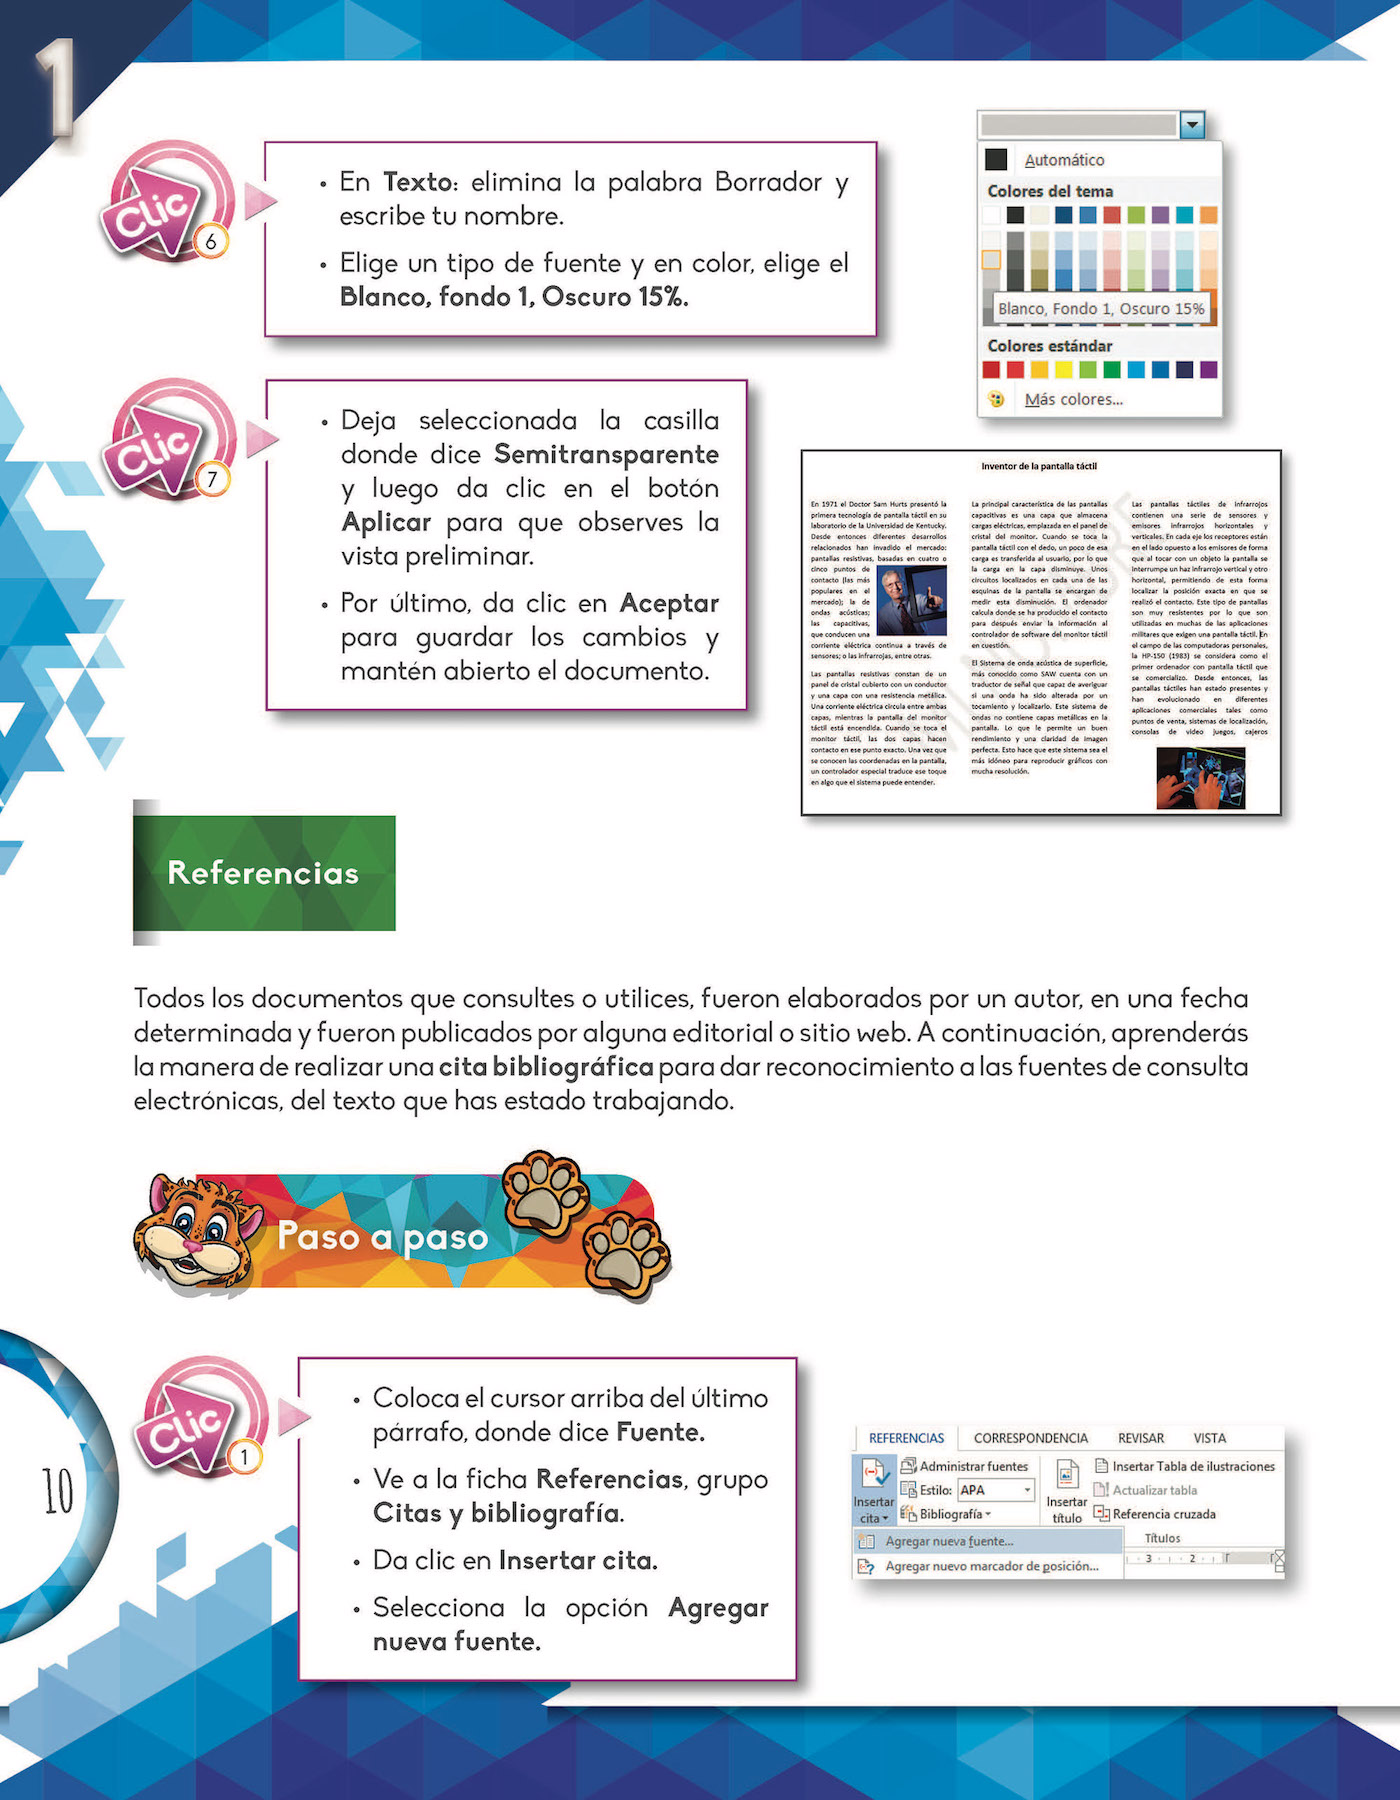 1
Clic
6
• En Texto: elimina la palabra Borrador y
escribe tu nombre.
• Elige un tipo de fuente y en color, elige el
Blanco, fondo 1, Oscuro 15%.
Automático
Colores del tema
Blanco, Fondo 1, Oscuro 15%
Colores estándar
Más colores...
Clic
7
• Deja seleccionada la casilla
donde dice Semitransparente
y luego da clic en el botón
Aplicar para que observes la
vista preliminar.
• Por último, da clic en Aceptar
para guardar los cambios y
mantén abierto el documento.
Inventor de la pantalla táctil
En 1971 el Doctor Sam Hurts presentó la
primera tecnología de pantalla táctil en su
laboratorio de la Universidad de Kentucky.
Desde entonces diferentes desarrollos
relacionados han invadido el mercado:
pantallas resistivas, basadas en cuatro o
cinco puntos de
contacto (las más
populares en el
mercado); la de
ondas acústicas;
las capacitivas,
que conducen una
corriente eléctrica continua a través de
sensores; o las infrarrojas, entre otras.
Las pantallas resistivas constan de un
panel de cristal cubierto con un conductor
y una capa con una resistencia metálica.
Una corriente eléctrica circula entre ambas
capas, mientras la pantalla del monitor
táctil está encendida. Cuando se toca el
monitor táctil, las dos capas hacen
contacto en ese punto exacto. Una vez que
se conocen las coordenadas en la pantalla,
un controlador especial traduce ese toque
en algo que el sistema puede entender.
La principal característica de las pantallas
capacitivas es una capa que almacena
cargas eléctricas, emplazada en el panel de
cristal del monitor. Cuando se toca la
pantalla táctil con el dedo, un poco de esa
carga es transferida al usuario, por lo que
la carga en la capa disminuye. Unos
circuitos localizados en cada una de las
esquinas de la pantalla se encargan de
medir esta disminución. El ordenador
calcula donde se ha producido el contacto
para después enviar la información al
controlador de software del monitor táctil
en cuestión.
El Sistema de onda acústica de superficie,
más conocido como SAW cuenta con un
traductor de señal que capaz de averiguar
si una onda ha sido alterada por un
tocamiento y localizarlo. Este sistema de
ondas no contiene capas metálicas en la
pantalla. Lo que le permite un buen
rendimiento y una claridad de imagen
perfecta. Esto hace que este sistema sea el
más idóneo para reproducir gráficos con
mucha resolución.
Las pantallas táctiles de infrarrojos
contienen una serie de sensores y
emisores infrarrojos horizontales y
verticales. En cada eje los receptores están
en el lado opuesto a los emisores de forma
que al tocar con un objeto la pantalla se
interrumpe un haz infrarrojo vertical y otro
horizontal, permitiendo de esta forma
localizar la posición exacta en que se
realizó el contacto. Este tipo de pantallas
son muy resistentes por lo que son
utilizadas en muchas de las aplicaciones
militares que exigen una pantalla táctil. En
el campo de las computadoras personales,
la HP-150 (1983) se considera como el
primer ordenador con pantalla táctil que
se comercializo. Desde entonces, las
pantallas táctiles han estado presentes y
han evolucionado en diferentes
aplicaciones comerciales tales como
puntos de venta, sistemas de localización,
consolas de video juegos, cajeros
Referencias
Todos los documentos que consultes o utilices, fueron elaborados por un autor, en una fecha
determinada y fueron publicados por alguna editorial o sitio web. A continuación, aprenderás
la manera de realizar una cita bibliográfica para dar reconocimiento a las fuentes de consulta
electrónicas, del texto que has estado trabajando.
Paso a paso
Clic
1
• Coloca el cursor arriba del último
párrafo, donde dice Fuente.
• Ve a la ficha Referencias, grupo
Citas y bibliografía.
• Da clic en Insertar cita.
• Selecciona la opción Agregar
nueva fuente.
REFERENCIAS CORRESPONDENCIA REVISAR VISTA
Insertar
cita
Administrar fuentes
Estilo: APA
Bibliografía
Insertar
título
Insertar Tabla de ilustraciones
Actualizar tabla
Referencia cruzada
Títulos
Agregar nueva fuente...
Agregar nuevo marcador de posición...
3 2
10